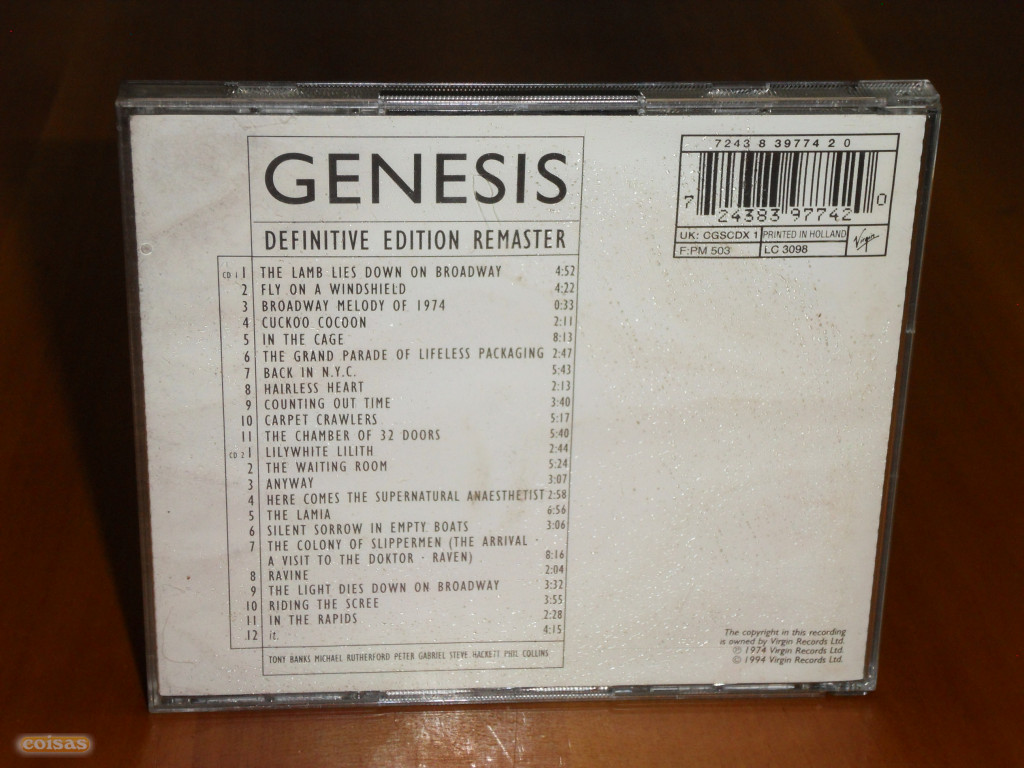 GENESIS
DEFINITIVE EDITION REMASTER
CD 1 1 THE LAMB LIES DOWN ON BROADWAY 4:52
2 FLY ON A WINDSHIELD 4:22
3 BROADWAY MELODY OF 1974 0:33
4 CUCKOO COCOON 2:11
5 IN THE CAGE 8:13
6 THE GRAND PARADE OF LIFELESS PACKAGING 2:47
7 BACK IN N.Y.C. 5:43
8 HAIRLESS HEART 2:13
9 COUNTING OUT TIME 3:40
10 CARPET CRAWLERS 5:17
11 THE CHAMBER OF 32 DOORS 5:40
CD 2 1 LILYWHITE LILITH 2:44
2 THE WAITING ROOM 5:24
3 ANYWAY 3:07
4 HERE COMES THE SUPERNATURAL ANAESTHETIST 2:58
5 THE LAMIA 6:56
6 SILENT SORROW IN EMPTY BOATS 3:06
7 THE COLONY OF SLIPPERMEN (THE ARRIVAL ·
A VISIT TO THE DOKTOR · RAVEN) 8:16
8 RAVINE 2:04
9 THE LIGHT DIES DOWN ON BROADWAY 3:32
10 RIDING THE SCREE 3:55
11 IN THE RAPIDS 2:28
12 it. 4:15
TONY BANKS MICHAEL RUTHERFORD PETER GABRIEL STEVE HACKETT PHIL COLLINS
7243 8 39774 2 0
7 24383 97742 0
UK: CGSCDX 1 PRINTED IN HOLLAND Virgin
F:PM 503 LC 3098
The copyright in this recording
is owned by Virgin Records Ltd.
℗ 1974 Virgin Records Ltd.
© 1994 Virgin Records Ltd.
coisas